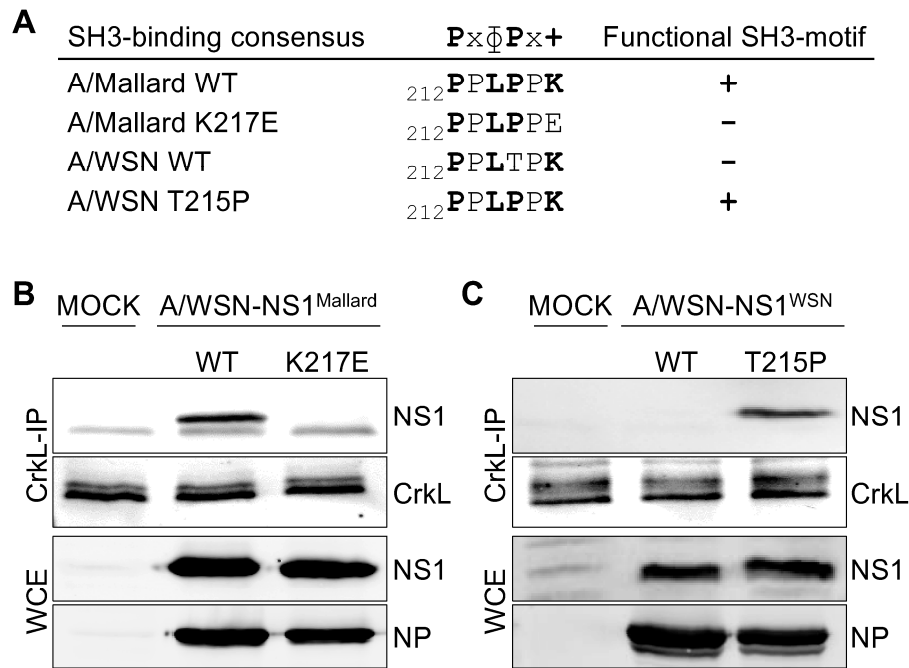 A
SH3-binding consensus PxΦPx+ Functional SH3-motif
A/Mallard WT 212PPLPPK +
A/Mallard K217E 212PPLPPE –
A/WSN WT 212PPLTPK –
A/WSN T215P 212PPLPPK +
B
MOCK A/WSN-NS1Mallard
WT K217E
CrkL-IP
NS1
CrkL
WCE
NS1
NP
C
MOCK A/WSN-NS1WSN
WT T215P
CrkL-IP
NS1
CrkL
WCE
NS1
NP